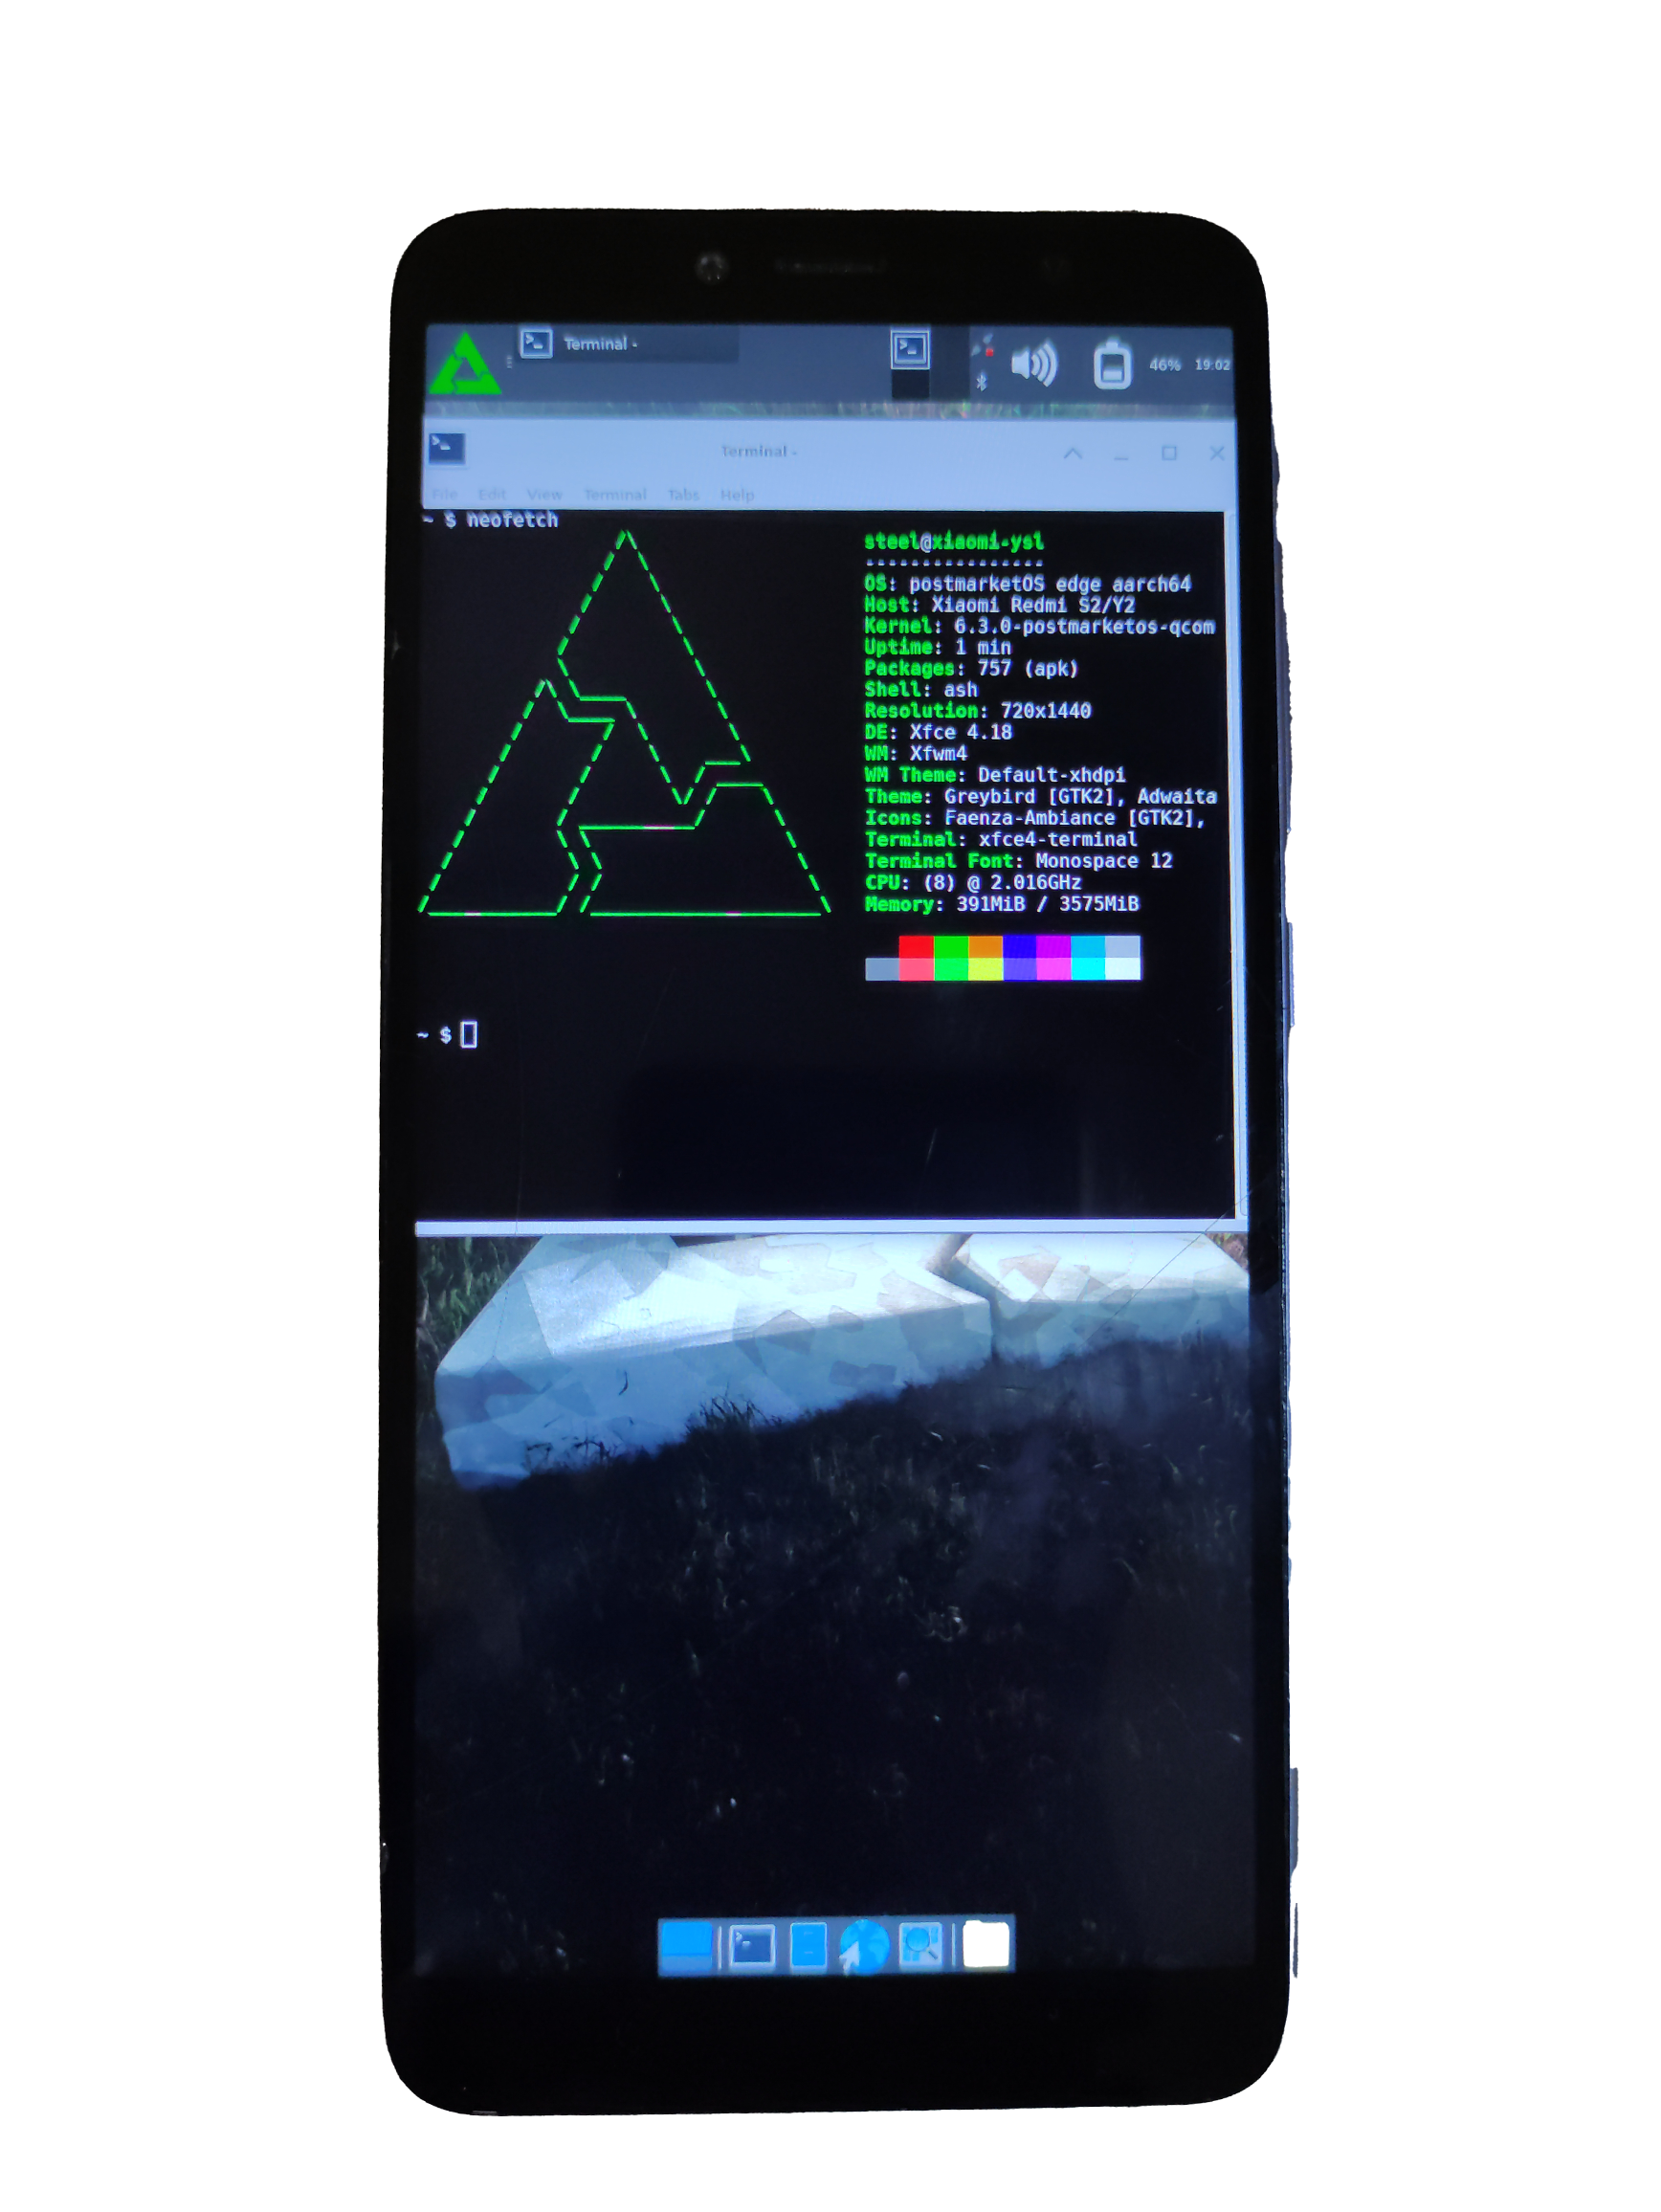 Terminal -
46% 19:02
Terminal -
File Edit View Terminal Tabs Help
~ $ neofetch
steel@xiaomi-ysl
----------------
OS: postmarketOS edge aarch64
Host: Xiaomi Redmi S2/Y2
Kernel: 6.3.0-postmarketos-qcom
Uptime: 1 min
Packages: 757 (apk)
Shell: ash
Resolution: 720x1440
DE: Xfce 4.18
WM: Xfwm4
WM Theme: Default-xhdpi
Theme: Greybird [GTK2], Adwaita
Icons: Faenza-Ambiance [GTK2],
Terminal: xfce4-terminal
Terminal Font: Monospace 12
CPU: (8) @ 2.016GHz
Memory: 391MiB / 3575MiB
~ $